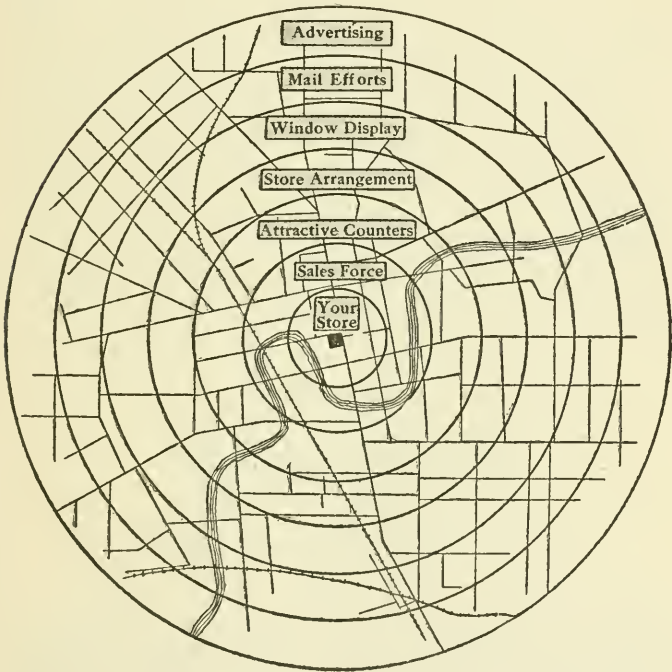 Advertising
Mail Efforts
Window Display
Store Arrangement
Attractive Counters
Sales Force
Your
Store